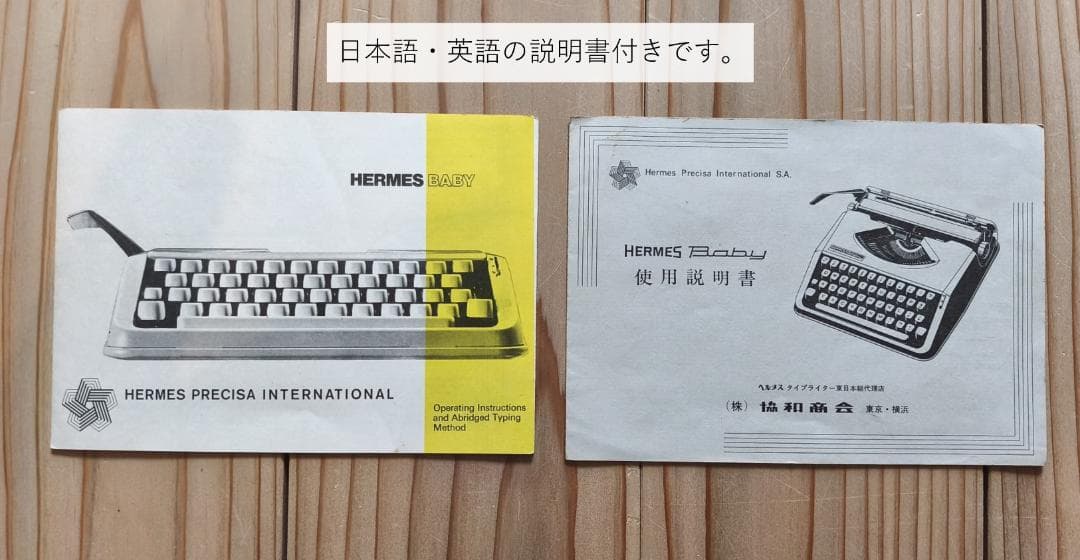 日本語・英語の説明書付きです。
HERMES BABY
HERMES PRECISA INTERNATIONAL
Operating Instructions
and Abridged Typing
Method
Hermes Precisa International S.A.
HERMES Baby
使用説明書
ヘルメス タイプライター東日本総代理店
(株) 協和商会 東京・横浜